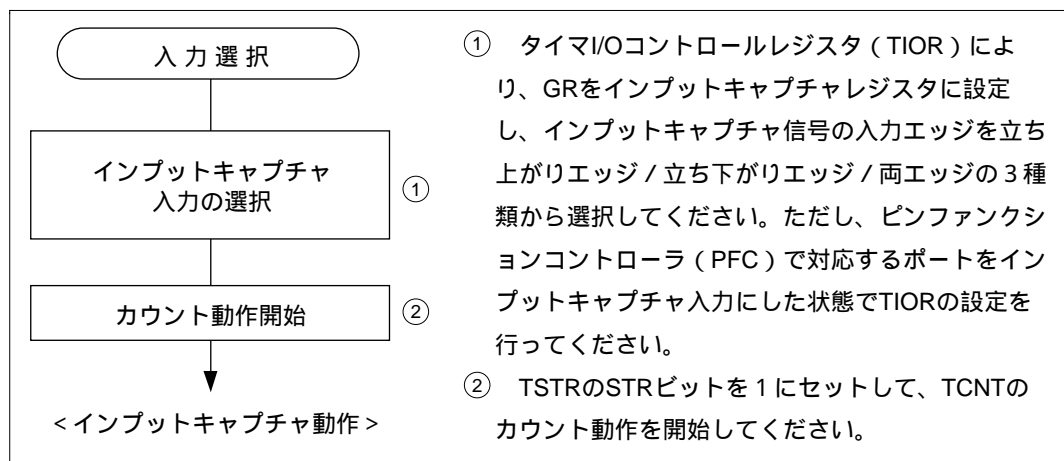 入 力 選 択
インプットキャプチャ
入力の選択
①
カウント動作開始
②
<インプットキャプチャ動作>
① タイマI/Oコントロールレジスタ(TIOR)によ
り、GRをインプットキャプチャレジスタに設定
し、インプットキャプチャ信号の入力エッジを立ち
上がりエッジ/立ち下がりエッジ/両エッジの3種
類から選択してください。ただし、ピンファンクシ
ョンコントローラ(PFC)で対応するポートをイン
プットキャプチャ入力にした状態でTIORの設定を
行ってください。
② TSTRのSTRビットを1にセットして、TCNTの
カウント動作を開始してください。